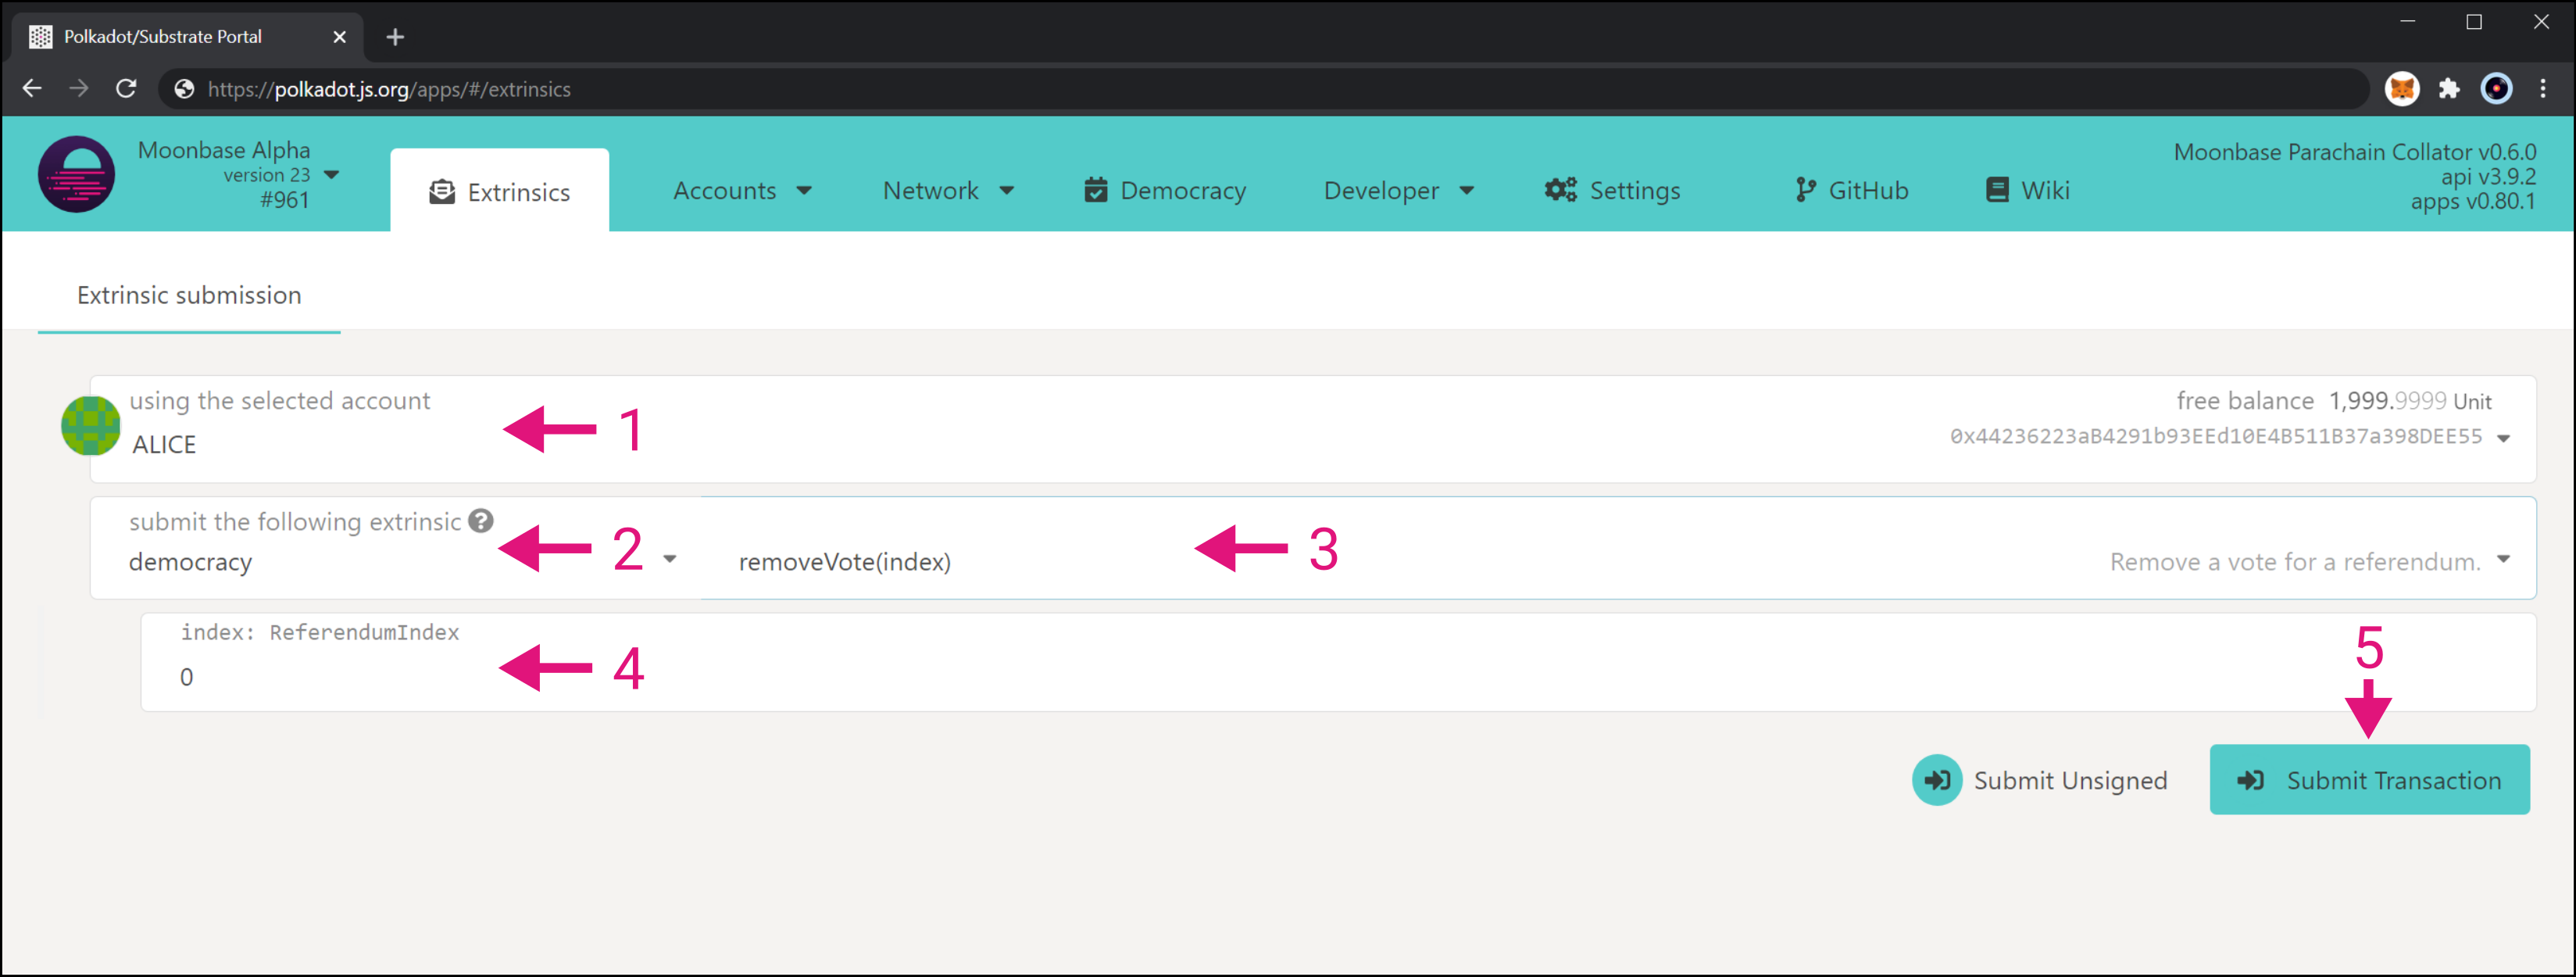 Polkadot/Substrate Portal
https://polkadot.js.org/apps/#/extrinsics
Moonbase Alpha
version 23
#961
Extrinsics
Accounts
Network
Democracy
Developer
Settings
GitHub
Wiki
Moonbase Parachain Collator v0.6.0
api v3.9.2
apps v0.80.1
Extrinsic submission
using the selected account
ALICE
1
free balance 1,999.9999 Unit
0x44236223aB4291b93EEd10E4B511B37a398DEE55
submit the following extrinsic ?
democracy
2
removeVote(index)
3
Remove a vote for a referendum.
index: ReferendumIndex
0
4
5
Submit Unsigned
Submit Transaction